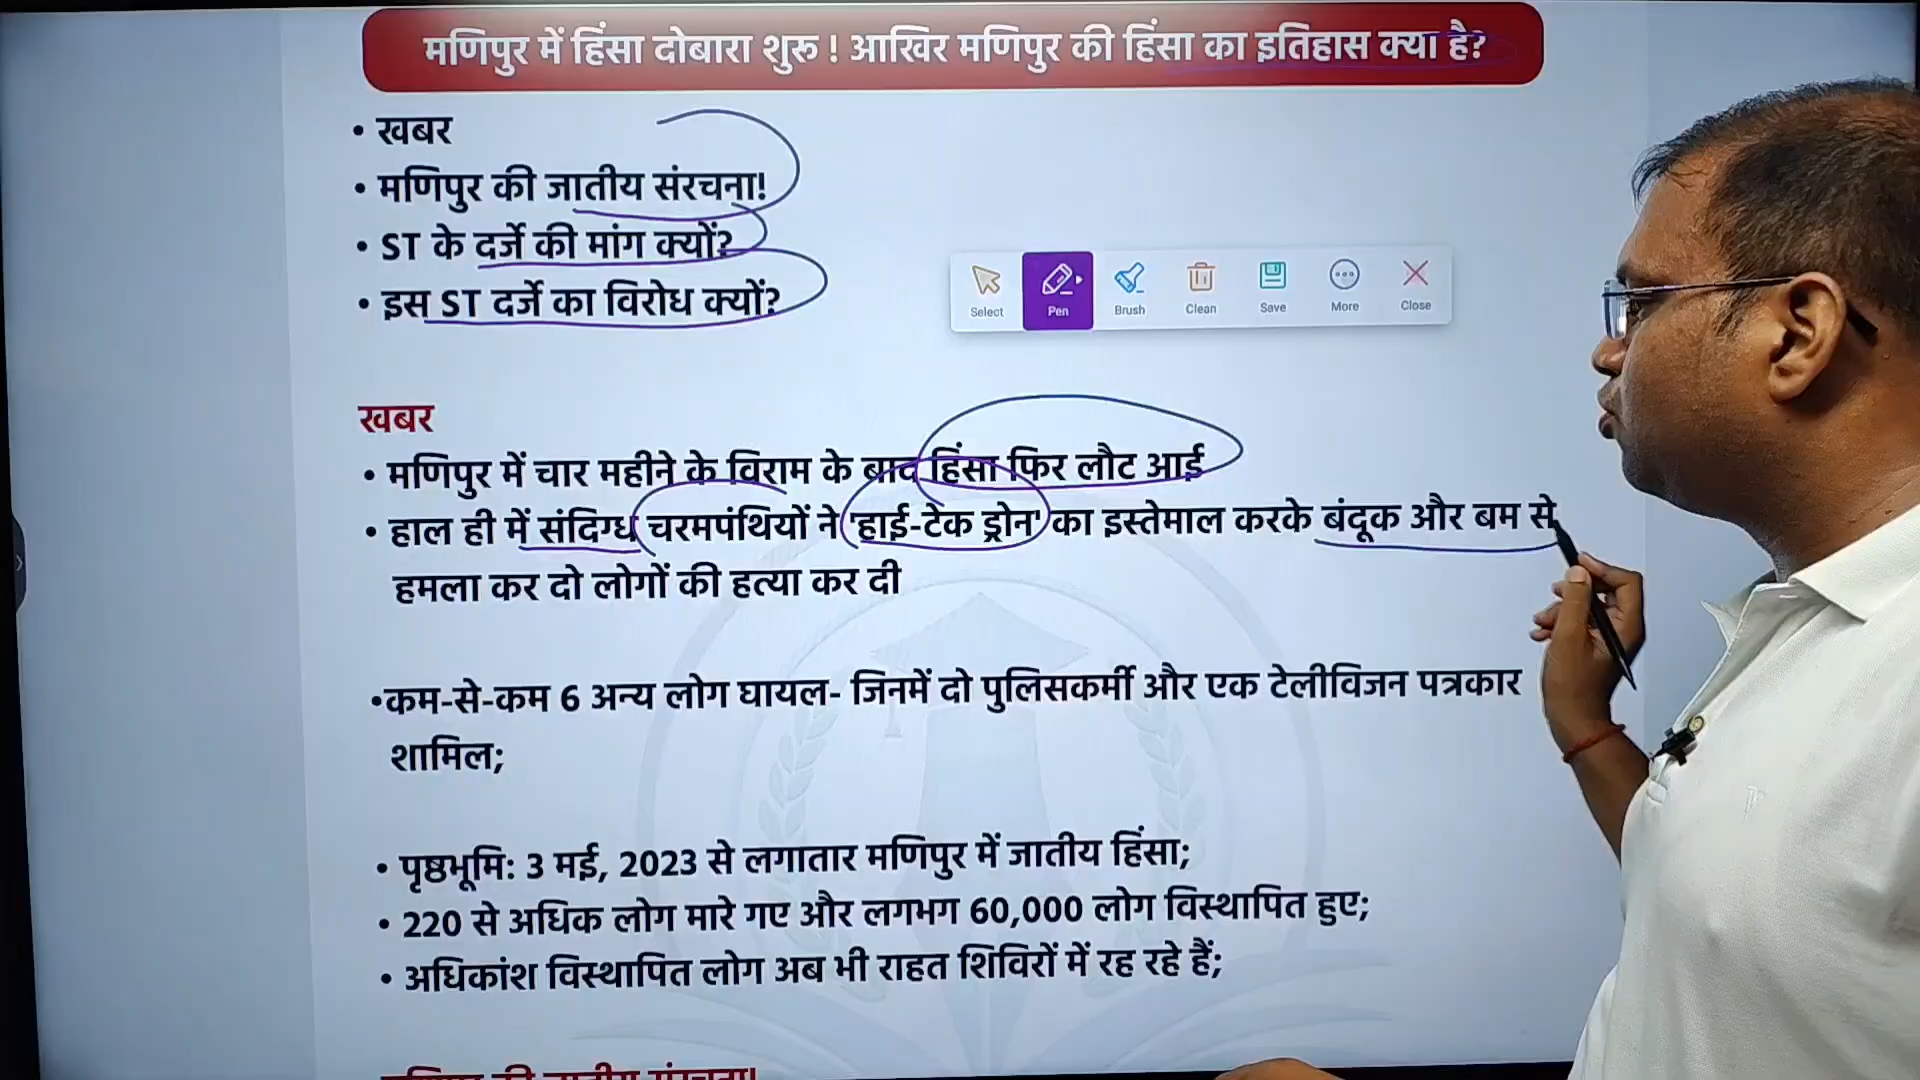 मणिपुर में हिंसा दोबारा शुरू ! आखिर मणिपुर की हिंसा का इतिहास क्या है?
• खबर
• मणिपुर की जातीय संरचना!
• ST के दर्जे की मांग क्यों?
• इस ST दर्जे का विरोध क्यों?
Select Pen Brush Clean Save More Close
खबर
• मणिपुर में चार महीने के विराम के बाद हिंसा फिर लौट आई
• हाल ही में संदिग्ध चरमपंथियों ने 'हाई-टेक ड्रोन' का इस्तेमाल करके बंदूक और बम से
हमला कर दो लोगों की हत्या कर दी
•कम-से-कम 6 अन्य लोग घायल- जिनमें दो पुलिसकर्मी और एक टेलीविजन पत्रकार
शामिल;
• पृष्ठभूमि: 3 मई, 2023 से लगातार मणिपुर में जातीय हिंसा;
• 220 से अधिक लोग मारे गए और लगभग 60,000 लोग विस्थापित हुए;
• अधिकांश विस्थापित लोग अब भी राहत शिविरों में रह रहे हैं;
मणिपुर की जातीय संरचना!